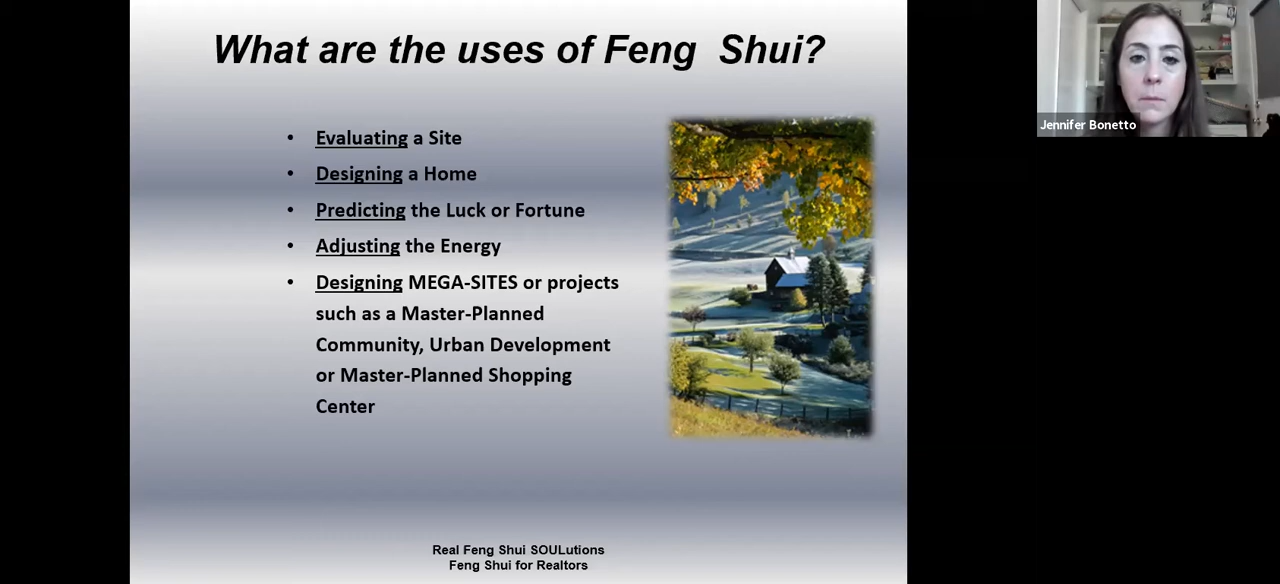 What are the uses of Feng Shui?
• Evaluating a Site
• Designing a Home
• Predicting the Luck or Fortune
• Adjusting the Energy
• Designing MEGA-SITES or projects
such as a Master-Planned
Community, Urban Development
or Master-Planned Shopping
Center
Real Feng Shui SOULutions
Feng Shui for Realtors
Jennifer Bonetto